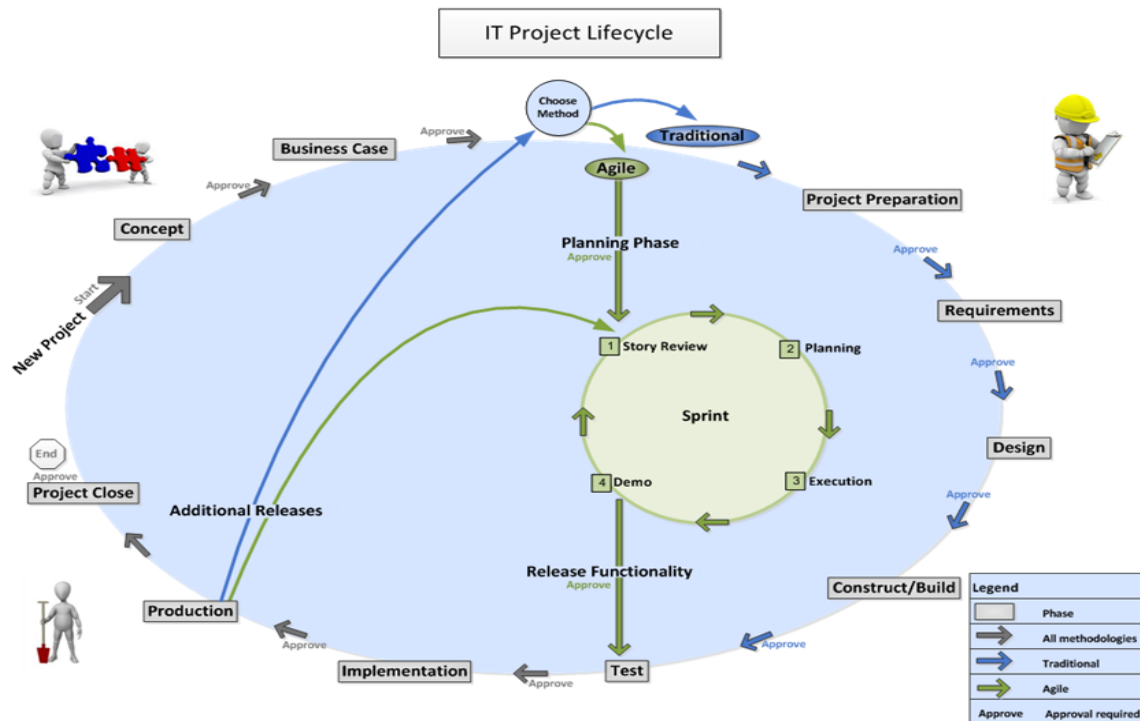 IT Project Lifecycle
Choose
Method
Traditional
Agile
Approve
Business Case
Approve
Concept
Start
New Project
Project Preparation
Approve
Requirements
Approve
Design
Approve
Construct/Build
Approve
Planning Phase
Approve
1 Story Review
2 Planning
Sprint
4 Demo
3 Execution
Release Functionality
Approve
Test
Approve
Implementation
Approve
Production
Additional Releases
End
Approve
Project Close
Legend
Phase
All methodologies
Traditional
Agile
Approve Approval required